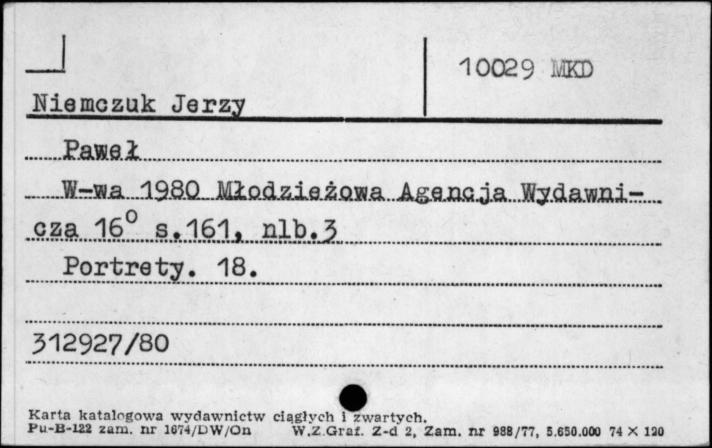 10029 MKD
Niemczuk Jerzy
Paweł
W-wa 1980 Młodzieżowa Agencja Wydawni-
cza 16° s.161, nlb.3
Portrety. 18.
312927/80
Karta katalogowa wydawnictw ciągłych i zwartych.
Pu-B-122 zam. nr 1674/DW/On W.Z.Graf. Z-d 2, Zam. nr 988/77, 5.650.000 74 X 120